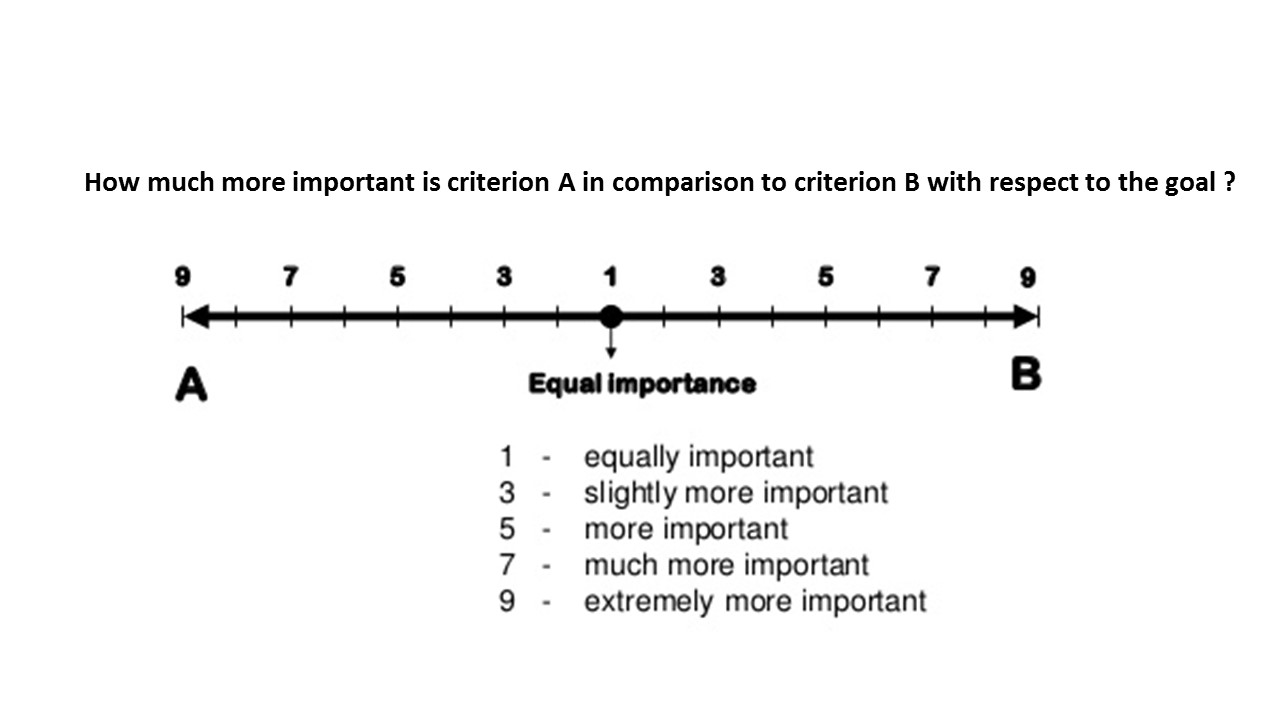 How much more important is criterion A in comparison to criterion B with respect to the goal ?
9 7 5 3 1 3 5 7 9
A B
Equal importance
1 - equally important
3 - slightly more important
5 - more important
7 - much more important
9 - extremely more important